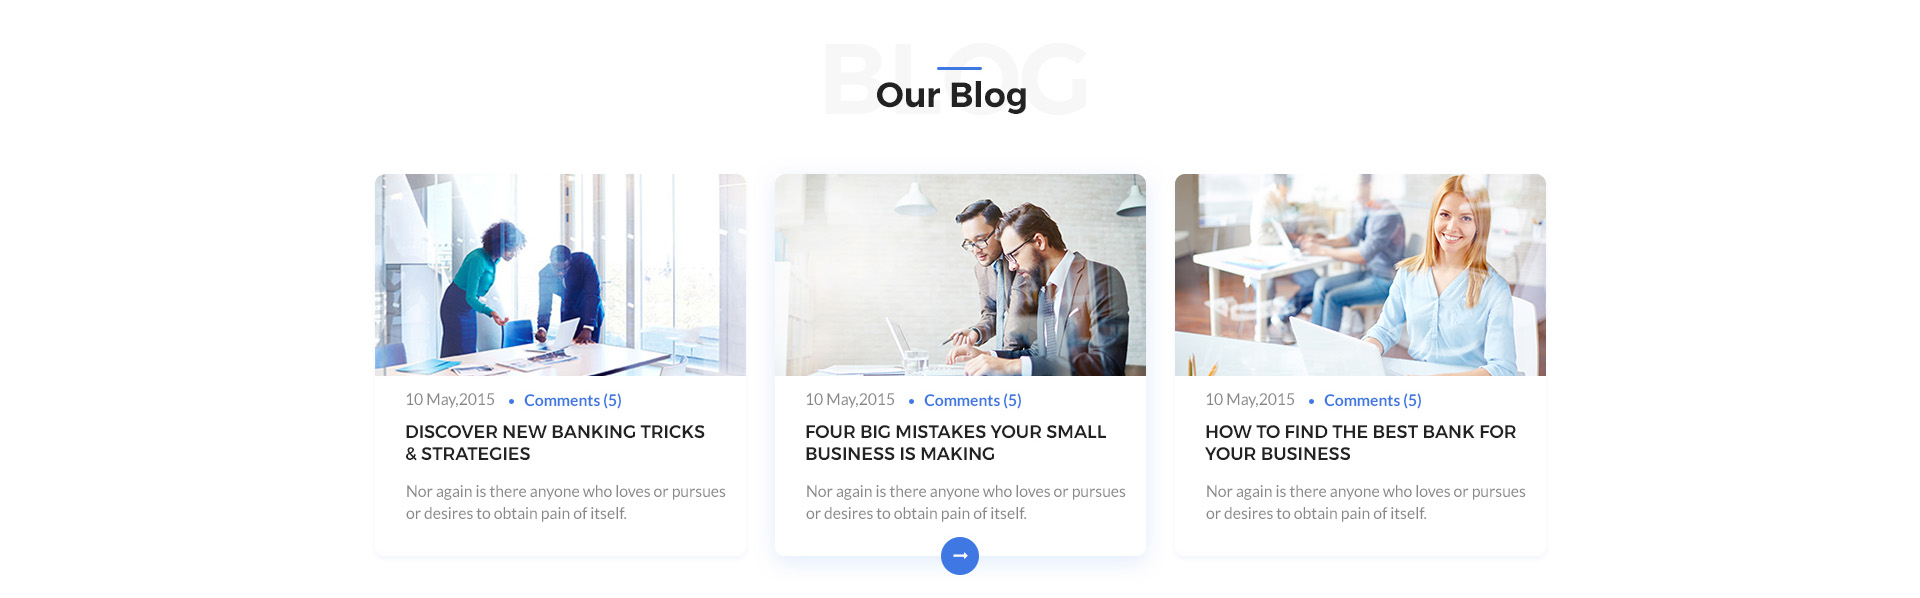 BLOG
Our Blog
10 May,2015 • Comments (5)
DISCOVER NEW BANKING TRICKS
& STRATEGIES
Nor again is there anyone who loves or pursues
or desires to obtain pain of itself.
10 May,2015 • Comments (5)
FOUR BIG MISTAKES YOUR SMALL
BUSINESS IS MAKING
Nor again is there anyone who loves or pursues
or desires to obtain pain of itself.
10 May,2015 • Comments (5)
HOW TO FIND THE BEST BANK FOR
YOUR BUSINESS
Nor again is there anyone who loves or pursues
or desires to obtain pain of itself.